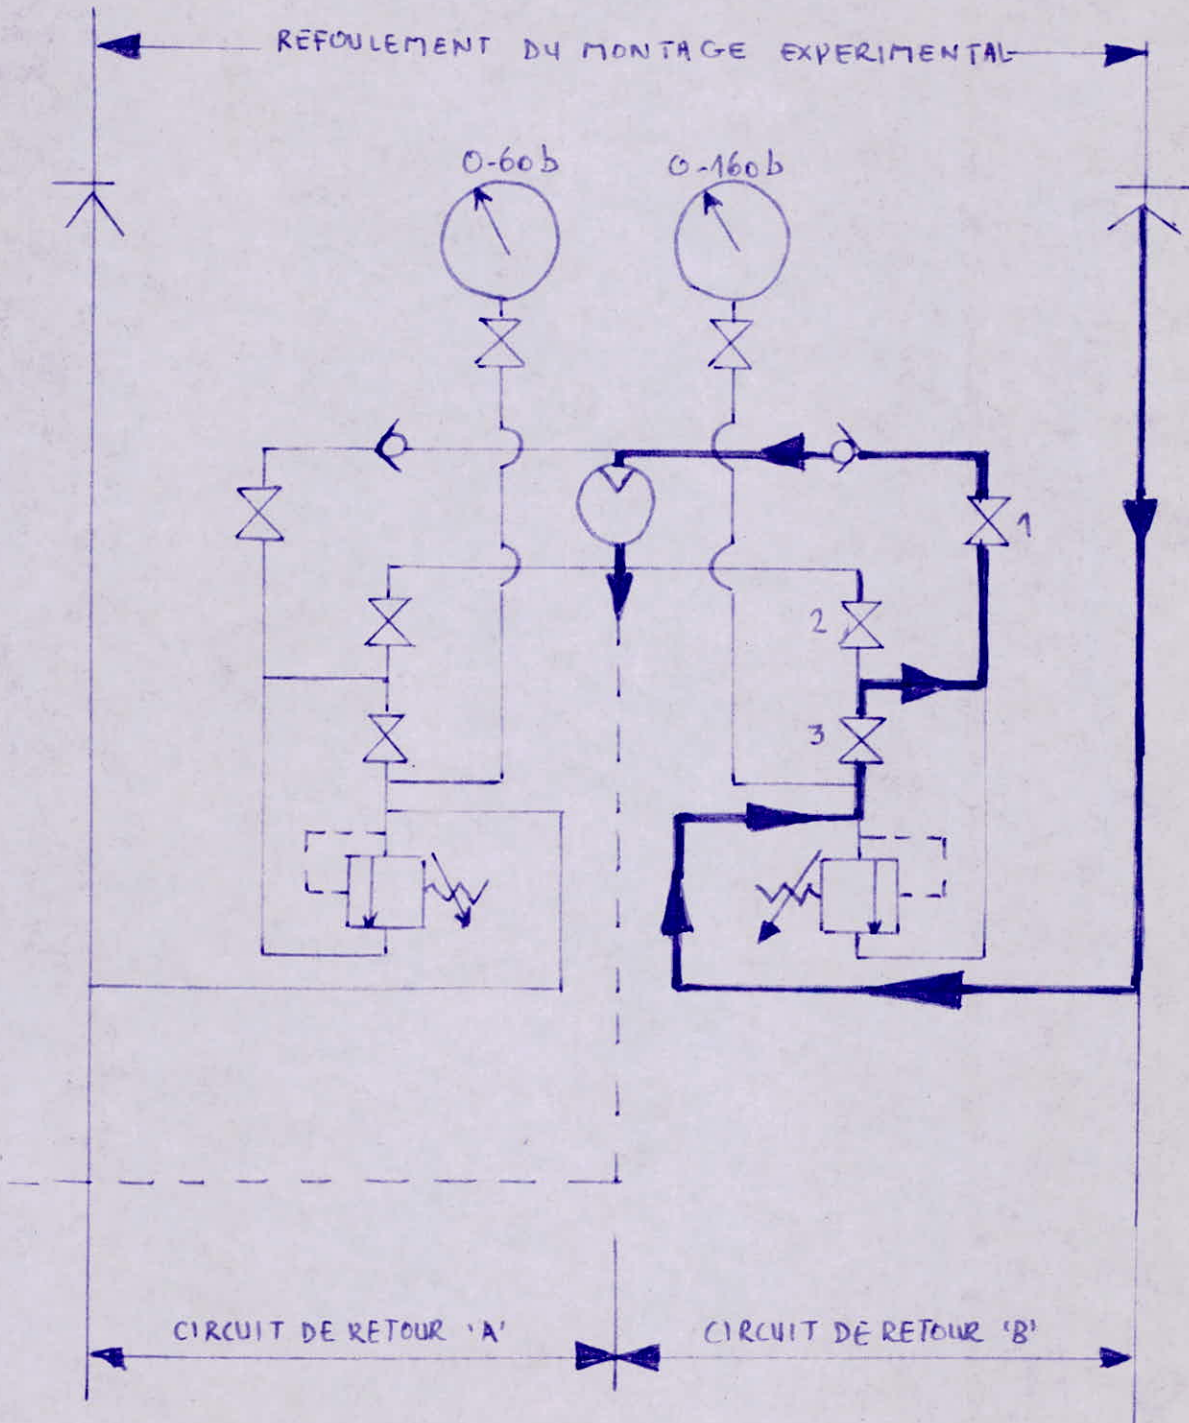 REFOULEMENT DU MONTAGE EXPERIMENTAL
0-60b
0-160b
1
2
3
CIRCUIT DE RETOUR 'A'
CIRCUIT DE RETOUR 'B'